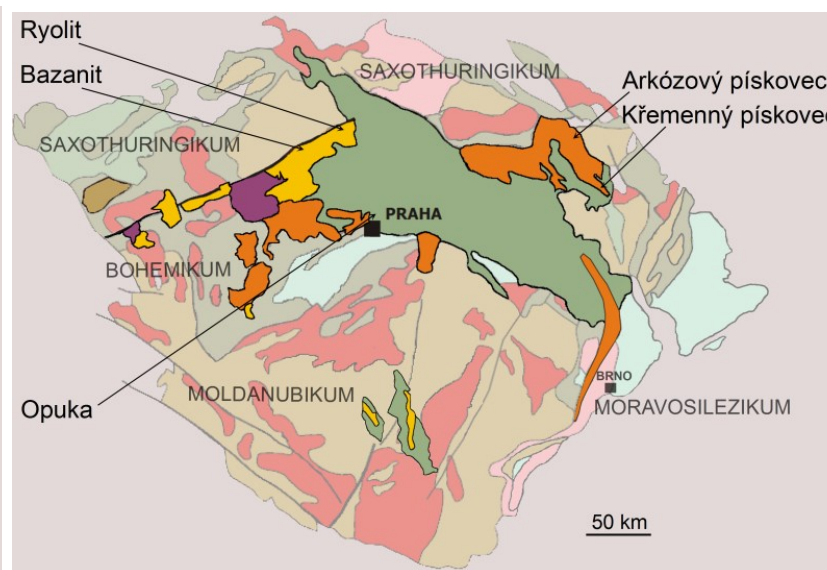 Ryolit
Bazanit
SAXOTHURINGIKUM
Arkózový pískovec
Křemenný pískovec
SAXOTHURINGIKUM
PRAHA
BOHEMIKUM
BRNO
MOLDANUBIKUM
Opuka
MORAVOSILEZIKUM
50 km